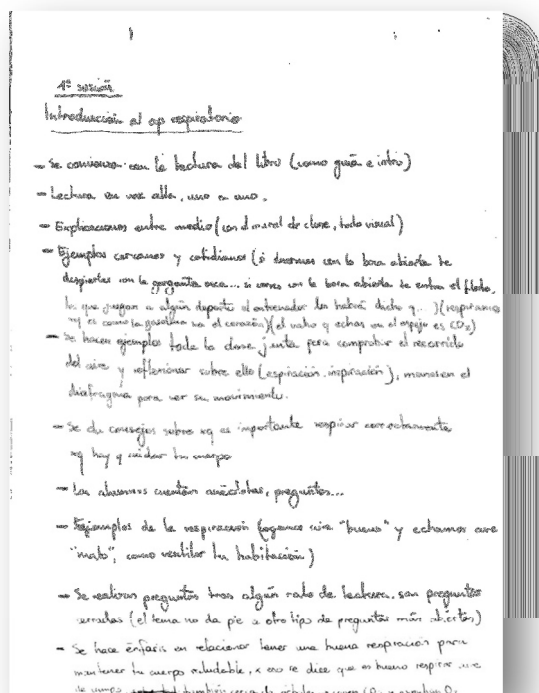 1ª sesión
Introducción al ap respiratorio
- Se comienza con la lectura del libro (como guía e intro)
- Lectura en voz alta, uno a uno.
- Explicaciones entre medio (con el mural de clase, todo visual)
- Ejemplos cercanos y cotidianos (si duermes con la boca abierta te
despiertas con la garganta seca... si corres con la boca abierta te entra el flato,
los que juegan a algún deporte el entrenador les habrá dicho q... ) (respiramos
xq es como la gasolina va el corazón) (el vaho q echas en el espejo es CO₂)
- Se hacen ejemplos toda la clase junta para comprobar el recorrido
del aire y reflexionar sobre ello (espiración, inspiración), el
diafragma para ver su movimiento.
- Se da consejos sobre xq es importante respirar correctamente
xq hay q cuidar tu cuerpo
- Los alumnos cuentan anécdotas, preguntas...
- Ejemplos de la respiración (cogemos aire "bueno" y echamos aire
"malo", como ventilar tu habitación)
- Se realizan preguntas tras algún rato de lectura, son preguntas
cerradas (el tema no da pie a otro tipo de preguntas más abiertas)
- Se hace énfasis en relacionar tener una buena respiración para
mantener tu cuerpo saludable, x eso se dice que es bueno respirar aire
de campo cerca de